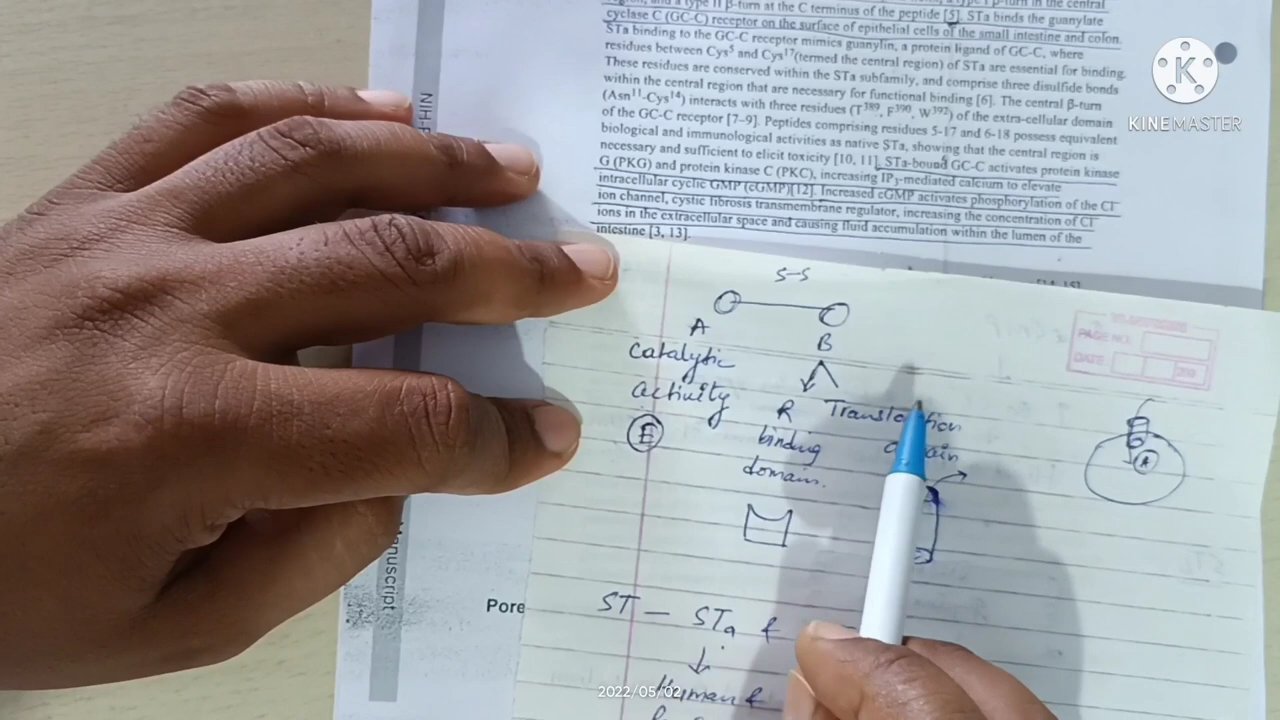 region, and a type II β-turn at the C terminus of the peptide [5]. STa binds the guanylate
cyclase C (GC-C) receptor on the surface of epithelial cells of the small intestine and colon.
STa binding to the GC-C receptor mimics guanylin, a protein ligand of GC-C, where
residues between Cys5 and Cys17 (termed the central region) of STa are essential for binding.
These residues are conserved within the STa subfamily, and comprise three disulfide bonds
within the central region that are necessary for functional binding [6]. The central β-turn
(Asn11-Cys14) interacts with three residues (T389, F390, W392) of the extra-cellular domain
of the GC-C receptor [7–9]. Peptides comprising residues 5-17 and 6-18 possess equivalent
biological and immunological activities as native STa, showing that the central region is
necessary and sufficient to elicit toxicity [10, 11]. STa-bound GC-C activates protein kinase
G (PKG) and protein kinase C (PKC), increasing IP3-mediated calcium to elevate
intracellular cyclic GMP (cGMP)[12]. Increased cGMP activates phosphorylation of the Cl-
ion channel, cystic fibrosis transmembrane regulator, increasing the concentration of Cl-
ions in the extracellular space and causing fluid accumulation within the lumen of the
intestine [3, 13].
K
KINEMASTER
NIH-P
S-S
A
B
PAGE NO.
DATE
Catalytic
activity
E
R
binding
domain.
A
Manuscript
Pore
ST – STa &
Human &
2022/05/02